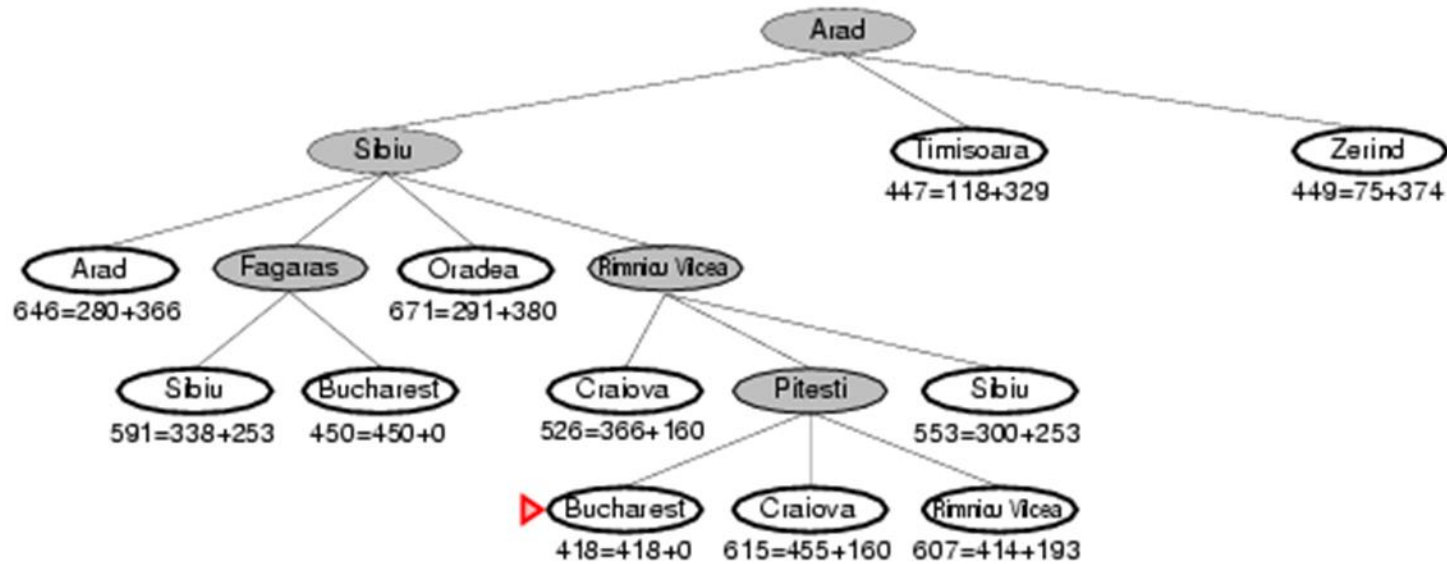 Arad
Sibiu
Timisoara
Zerind
447=118+329
449=75+374
Arad
Fagaras
Oradea
Rimnicu Vilcea
646=280+366
671=291+380
Sibiu
Bucharest
Craiova
Pitesti
Sibiu
591=338+253
450=450+0
526=366+160
553=300+253
Bucharest
Craiova
Rimnicu Vilcea
418=418+0
615=455+160
607=414+193